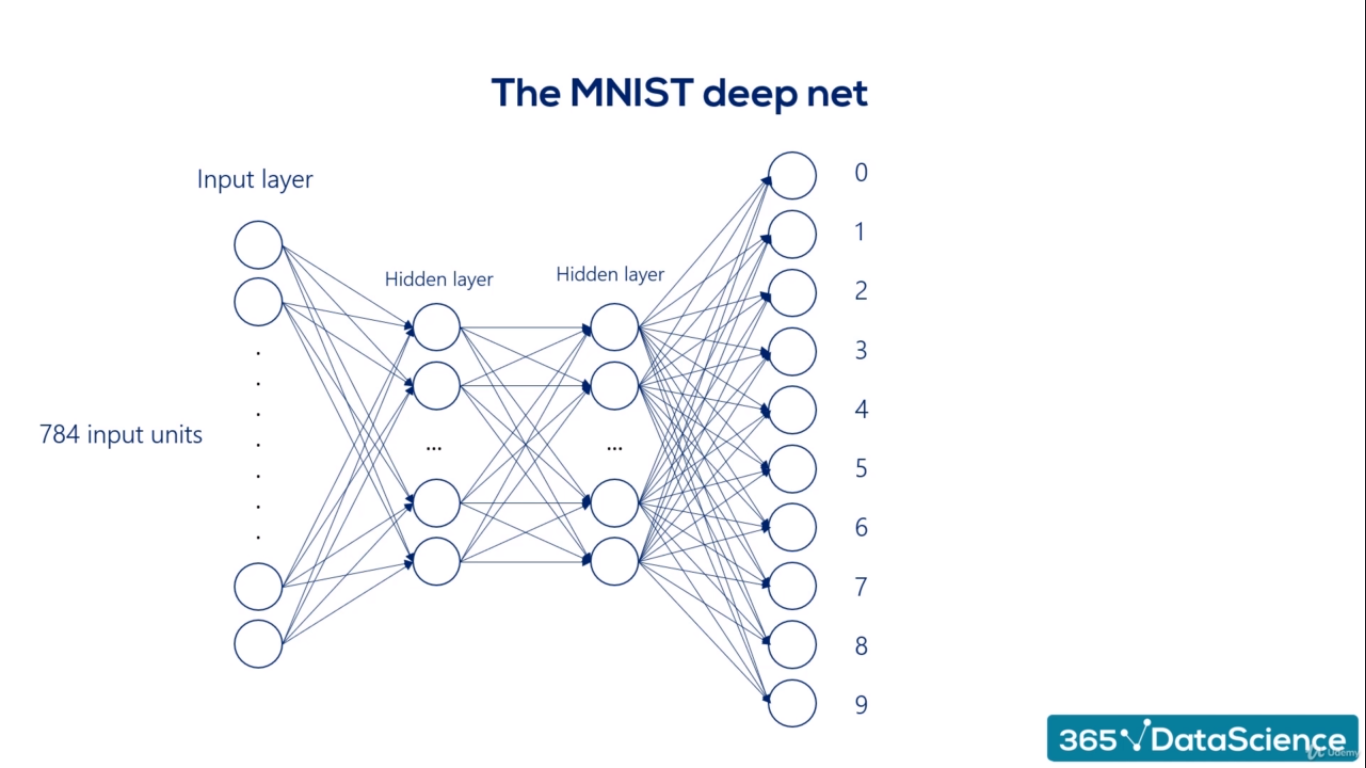 The MNIST deep net
Input layer
Hidden layer
Hidden layer
...
...
784 input units
0
1
2
3
4
5
6
7
8
9
365 DataScience
Udemy